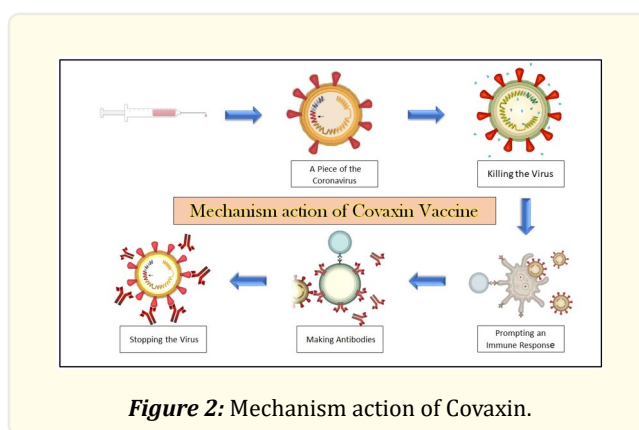 A Piece of the
Coronavirus
Killing the Virus
Mechanism action of Covaxin Vaccine
Stopping the Virus
Making Antibodies
Prompting an
Immune Response
Figure 2: Mechanism action of Covaxin.